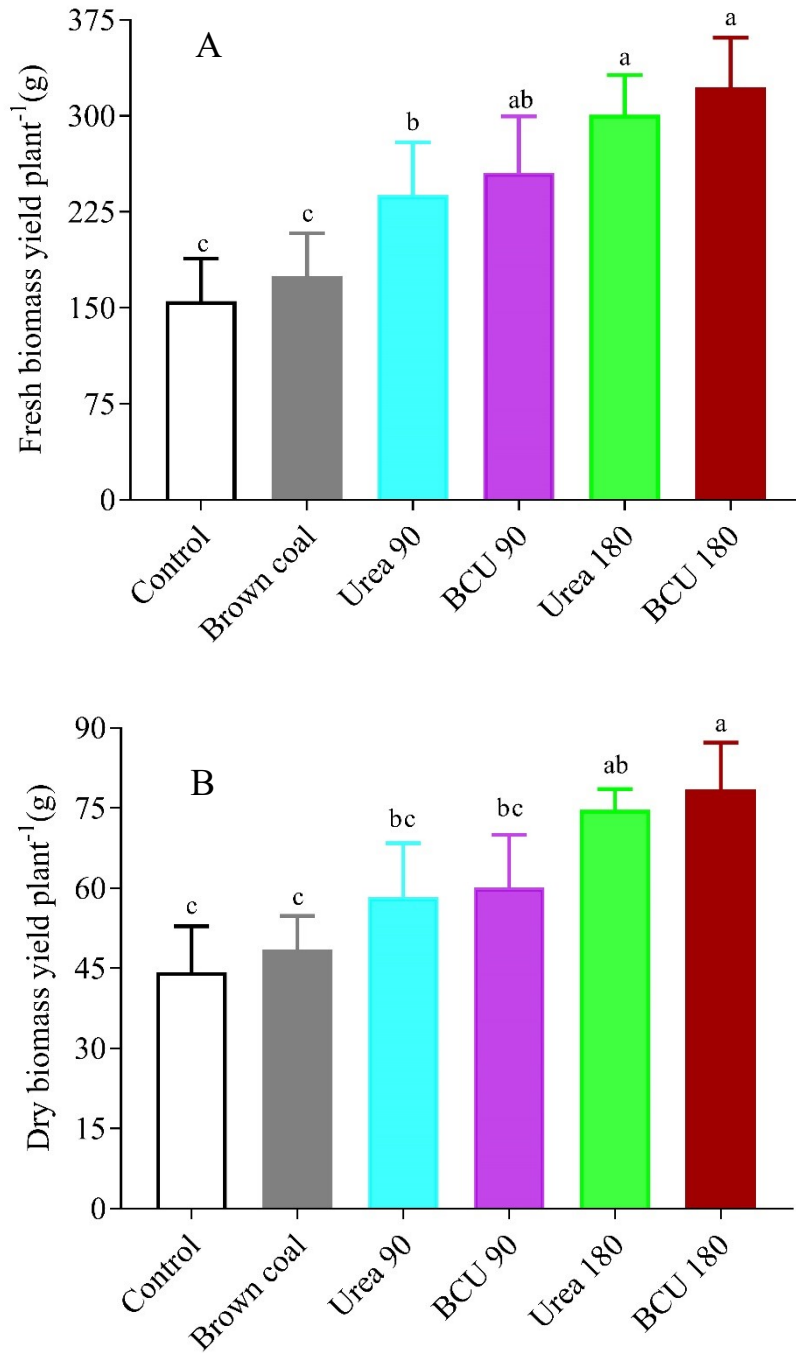 A
Fresh biomass yield plant⁻¹(g)
375
300
225
150
75
0
c
c
b
ab
a
a
Control
Brown coal
Urea 90
BCU 90
Urea 180
BCU 180
B
Dry biomass yield plant⁻¹(g)
90
75
60
45
30
15
0
c
c
bc
bc
ab
a
Control
Brown coal
Urea 90
BCU 90
Urea 180
BCU 180